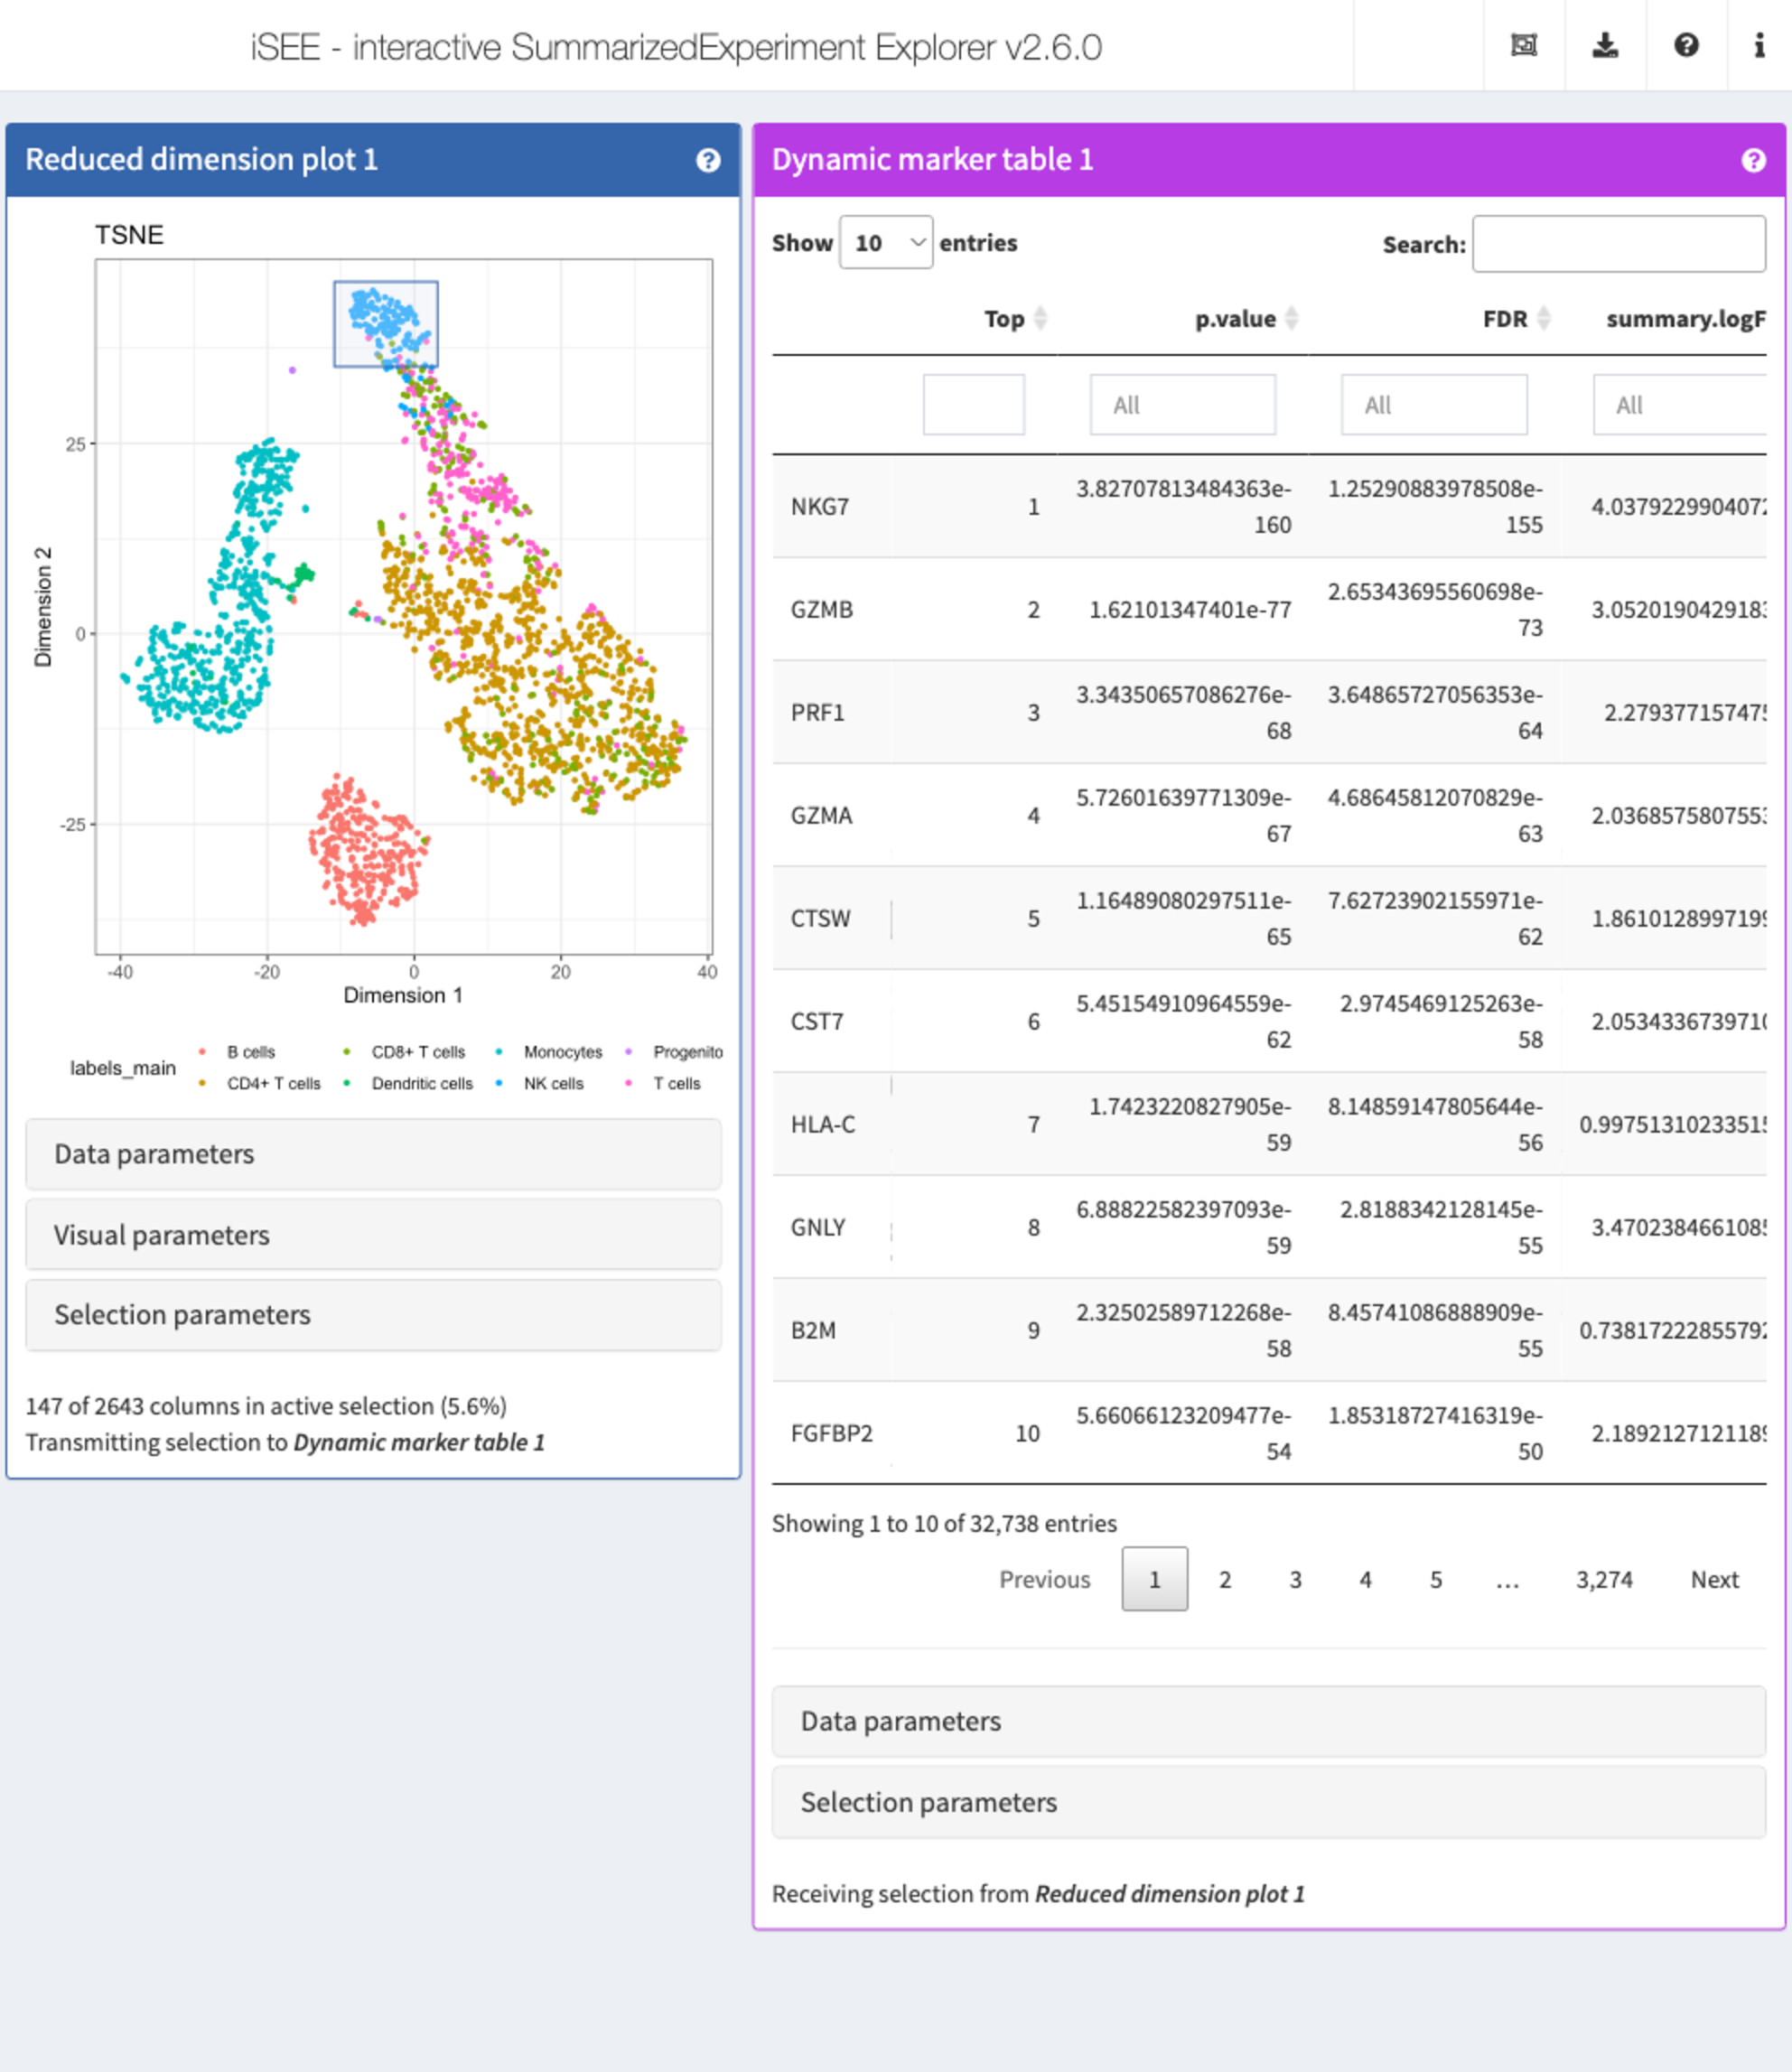 iSEE - interactive SummarizedExperiment Explorer v2.6.0
Reduced dimension plot 1
TSNE
25
0
-25
Dimension 2
-40 -20 0 20 40
Dimension 1
labels_main
B cells CD8+ T cells Monocytes Progenito
CD4+ T cells Dendritic cells NK cells T cells
Data parameters
Visual parameters
Selection parameters
147 of 2643 columns in active selection (5.6%)
Transmitting selection to Dynamic marker table 1
Dynamic marker table 1
Show 10 entries Search:
Top p.value FDR summary.logF
All All All
NKG7 1 3.82707813484363e-160 1.25290883978508e-155 4.0379229904072
GZMB 2 1.62101347401e-77 2.65343695560698e-73 3.0520190429183
PRF1 3 3.34350657086276e-68 3.64865727056353e-64 2.279377157475
GZMA 4 5.72601639771309e-67 4.68645812070829e-63 2.0368575807553
CTSW 5 1.16489080297511e-65 7.62723902155971e-62 1.8610128997199
CST7 6 5.45154910964559e-62 2.9745469125263e-58 2.0534336739710
HLA-C 7 1.7423220827905e-59 8.14859147805644e-56 0.9975131023351
GNLY 8 6.88822582397093e-59 2.8188342128145e-55 3.4702384661085
B2M 9 2.32502589712268e-58 8.45741086888909e-55 0.7381722285579
FGFBP2 10 5.66066123209477e-54 1.85318727416319e-50 2.1892127121189
Showing 1 to 10 of 32,738 entries
Previous 1 2 3 4 5 … 3,274 Next
Data parameters
Selection parameters
Receiving selection from Reduced dimension plot 1